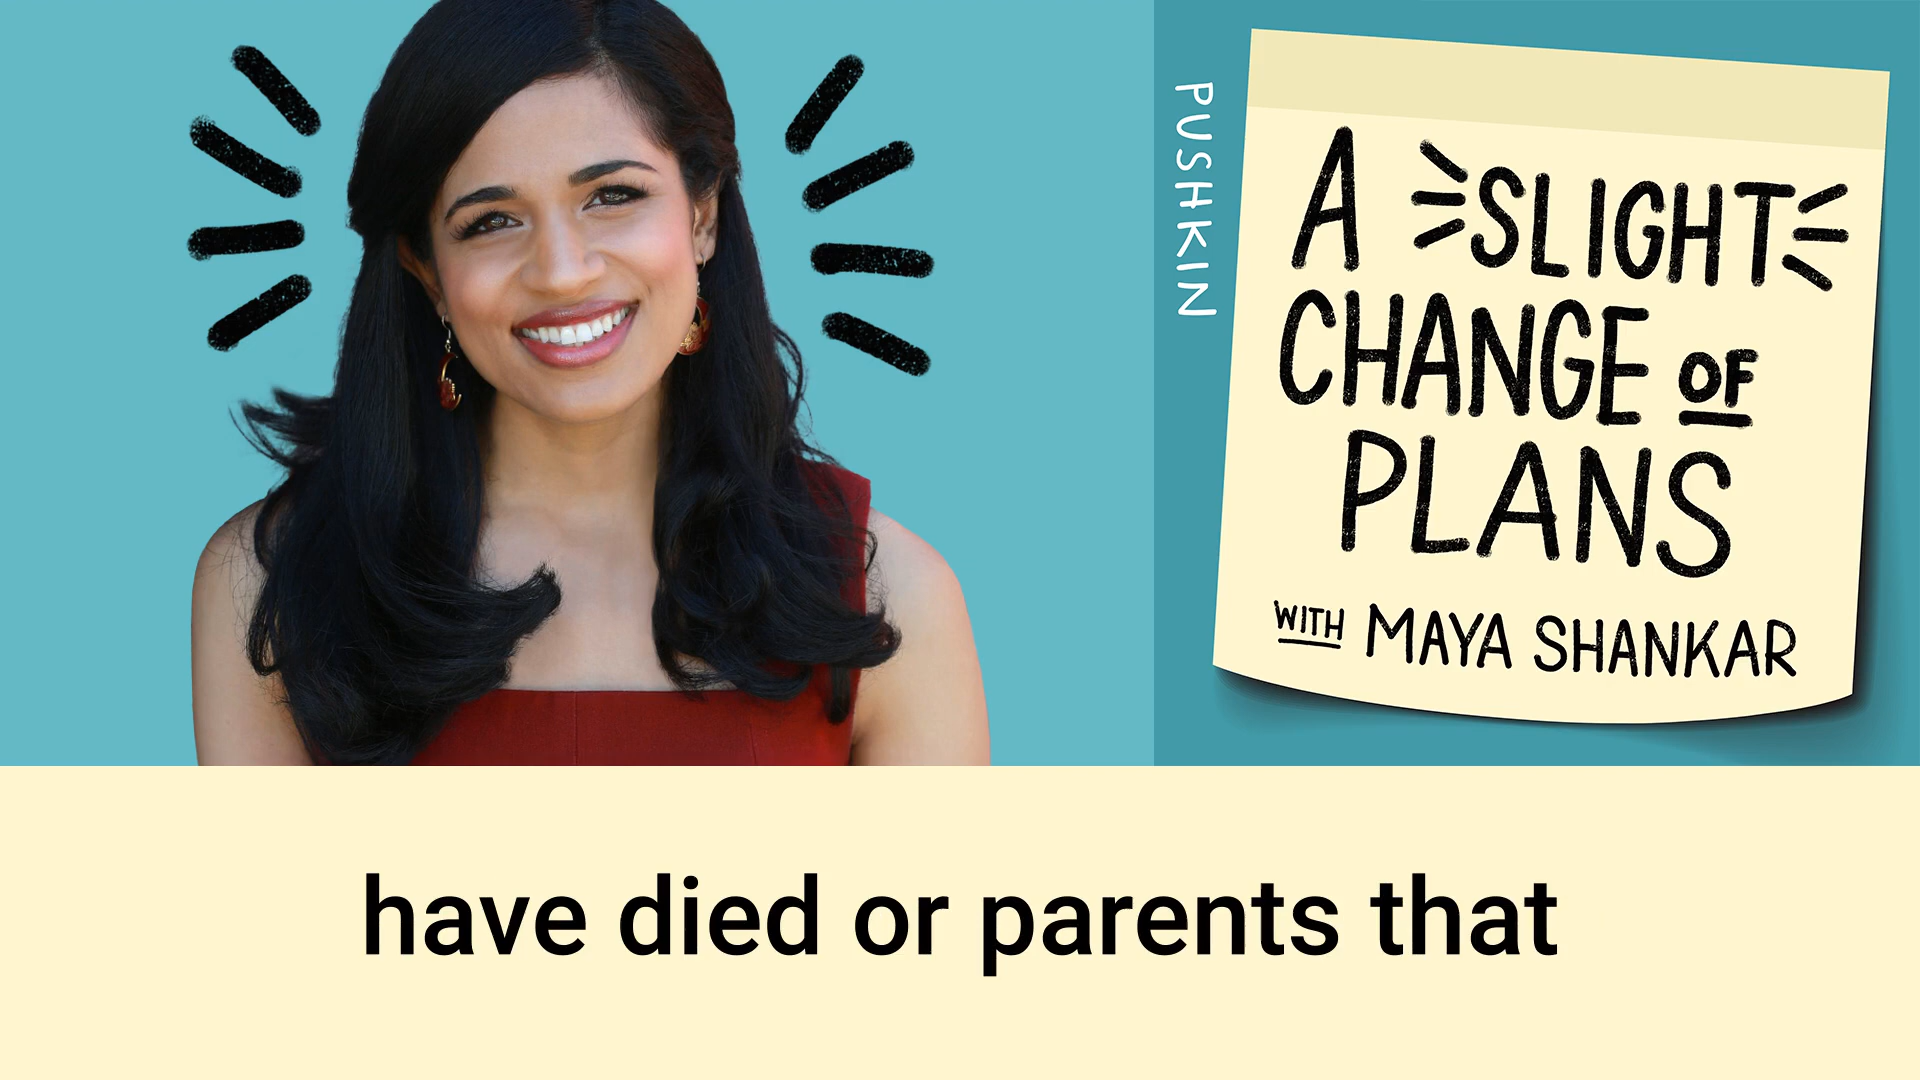 PUSHKIN
A SLIGHT
CHANGE OF
PLANS
WITH MAYA SHANKAR
have died or parents that